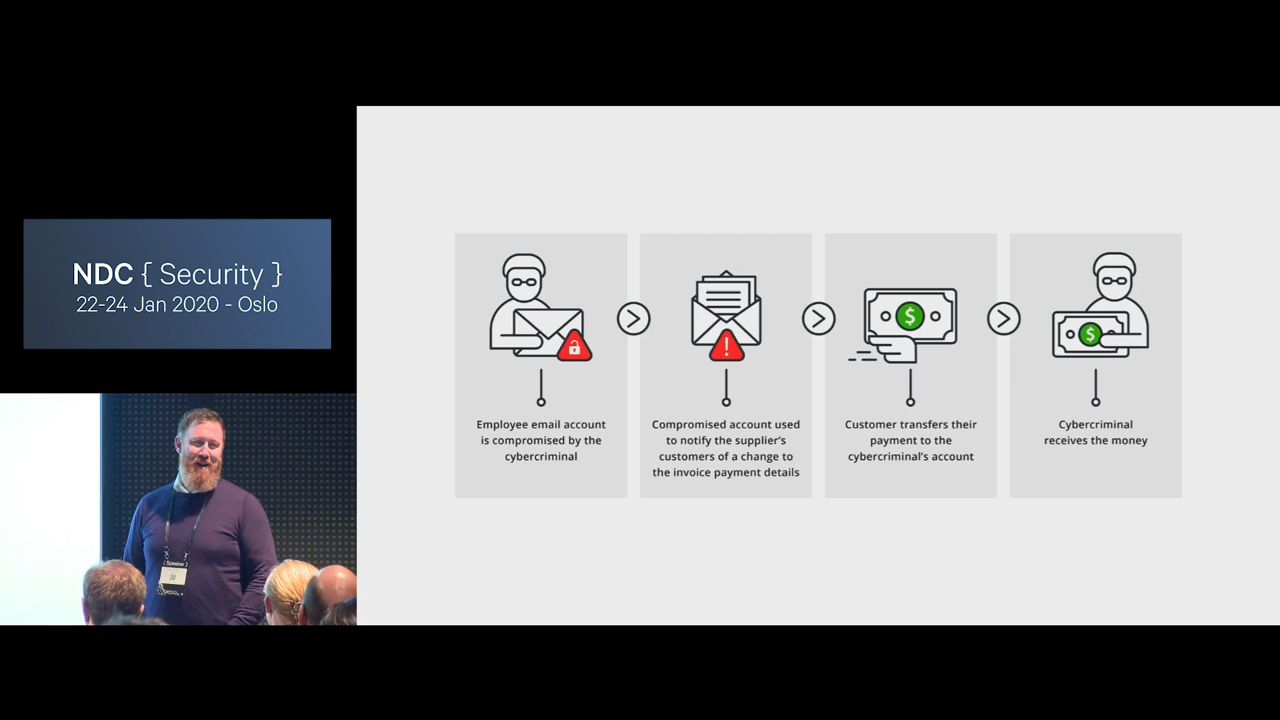 NDC { Security }
22-24 Jan 2020 - Oslo
{ Speaker }
Employee email account
is compromised by the
cybercriminal
Compromised account used
to notify the supplier's
customers of a change to
the invoice payment details
Customer transfers their
payment to the
cybercriminal's account
Cybercriminal
receives the money